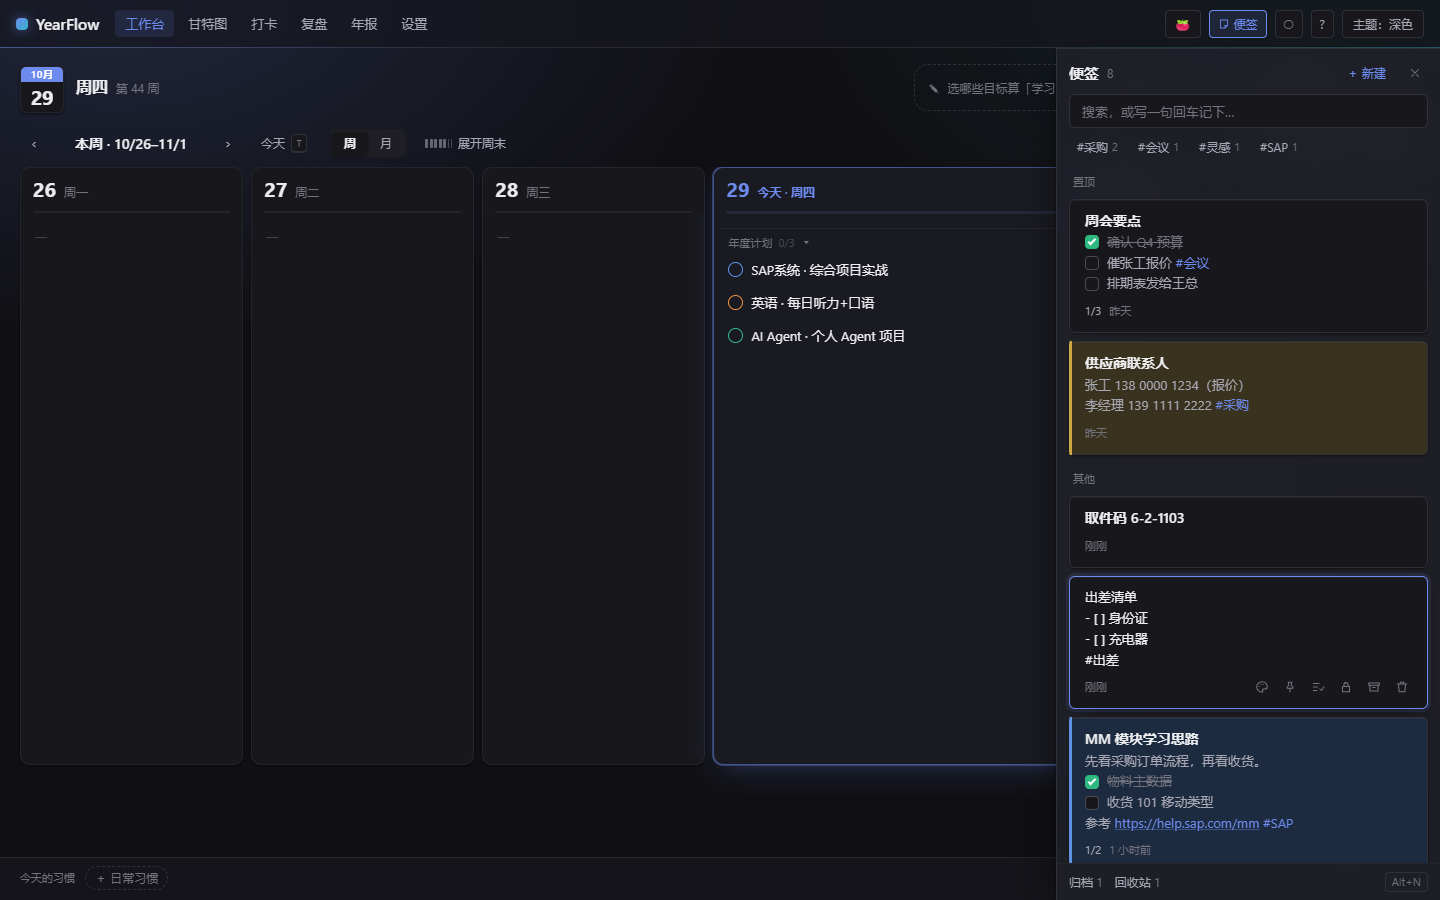 YearFlow 工作台 甘特图 打卡 复盘 年报 设置 便签 ? 主题：深色
10月
29
周四 第 44 周
选哪些目标算「学习
‹ 本周 · 10/26–11/1 › 今天 T 周 月 展开周末
26 周一
—
27 周二
—
28 周三
—
29 今天 · 周四
年度计划 0/3
SAP系统 · 综合项目实战
英语 · 每日听力+口语
AI Agent · 个人 Agent 项目
今天的习惯 + 日常习惯
便签 8 + 新建
搜索，或写一句回车记下...
#采购 2 #会议 1 #灵感 1 #SAP 1
置顶
周会要点
确认 Q4 预算
催张工报价 #会议
排期表发给王总
1/3 昨天
供应商联系人
张工 138 0000 1234（报价）
李经理 139 1111 2222 #采购
昨天
其他
取件码 6-2-1103
刚刚
出差清单
- [ ] 身份证
- [ ] 充电器
#出差
刚刚
MM 模块学习思路
先看采购订单流程，再看收货。
物料主数据
收货 101 移动类型
参考 https://help.sap.com/mm #SAP
1/2 1 小时前
归档 1 回收站 1 Alt+N